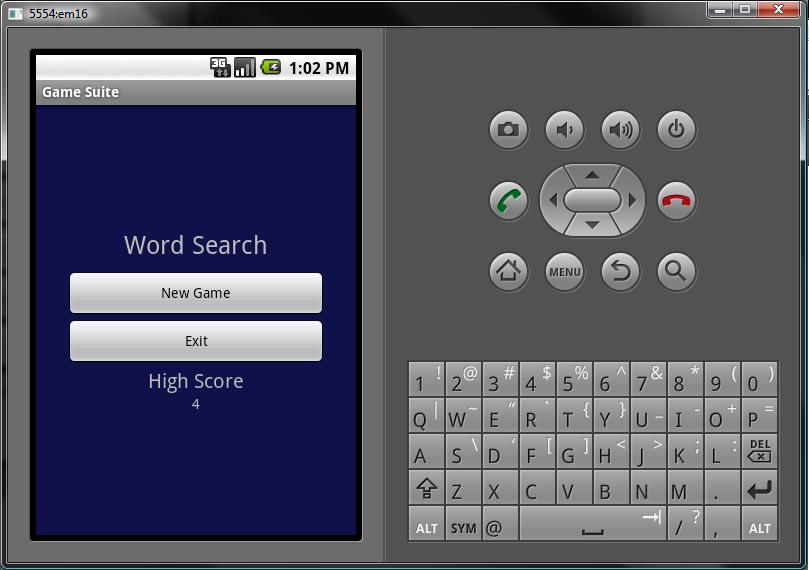 5554:em16
3G 1:02 PM
Game Suite
Word Search
New Game
Exit
High Score
4
MENU
1 ! 2 @ 3 # 4 $ 5 % 6 ^ 7 & 8 * 9 ( 0 )
Q | W ~ E “ R ` T { Y } U _ I - O + P =
A S \ D ‘ F [ G ] H < J > K ; L : DEL
Z X C V B N M .
ALT SYM @ / ? , ALT